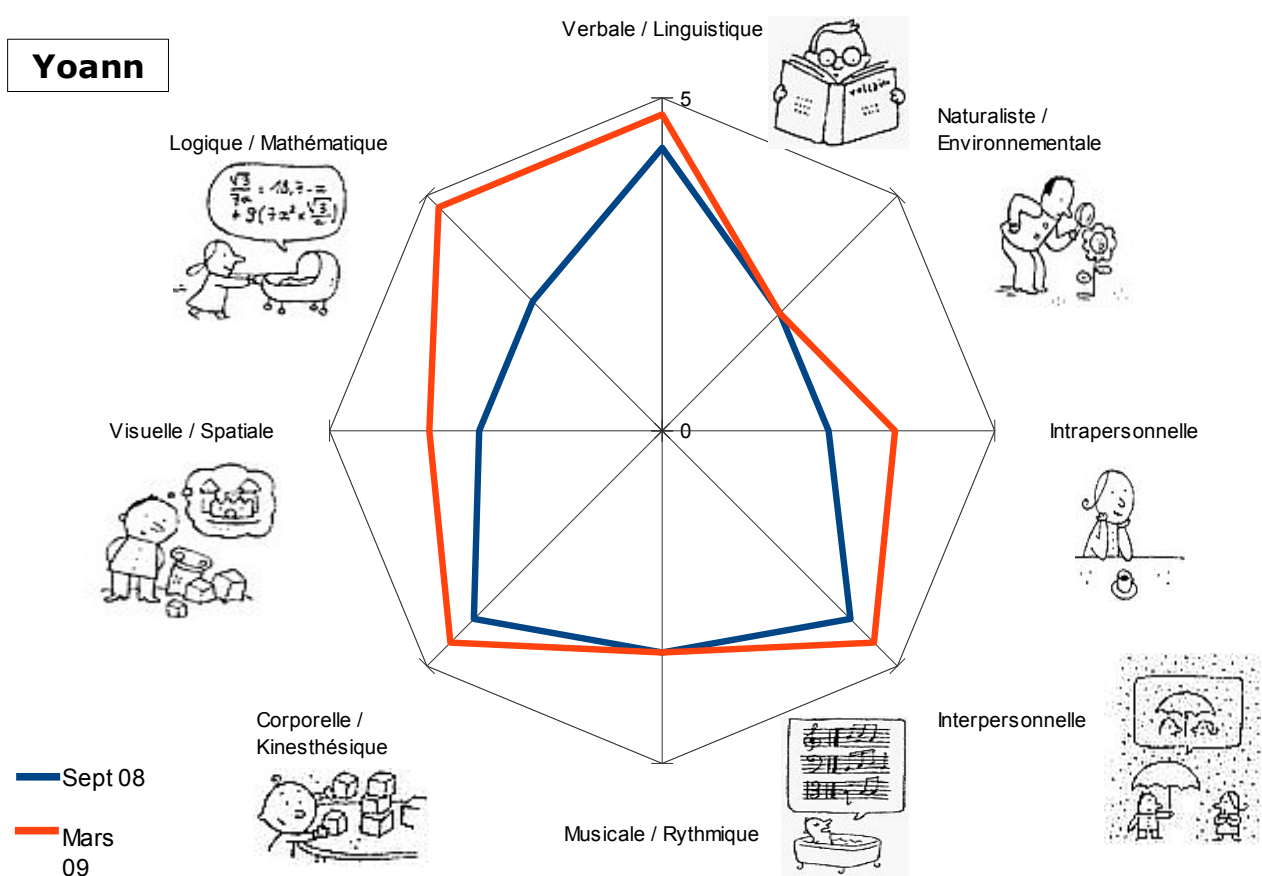 Yoann
Verbale / Linguistique
Naturaliste /
Environnementale
Logique / Mathématique
5
Visuelle / Spatiale
0
Intrapersonnelle
Corporelle /
Kinesthésique
Interpersonnelle
Musicale / Rythmique
Sept 08
Mars
09